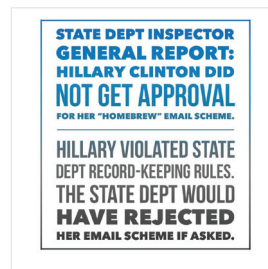 STATE DEPT INSPECTOR
GENERAL REPORT:
HILLARY CLINTON DID
NOT GET APPROVAL
FOR HER "HOMEBREW" EMAIL SCHEME.
HILLARY VIOLATED STATE
DEPT RECORD-KEEPING RULES.
THE STATE DEPT WOULD
HAVE REJECTED
HER EMAIL SCHEME IF ASKED.